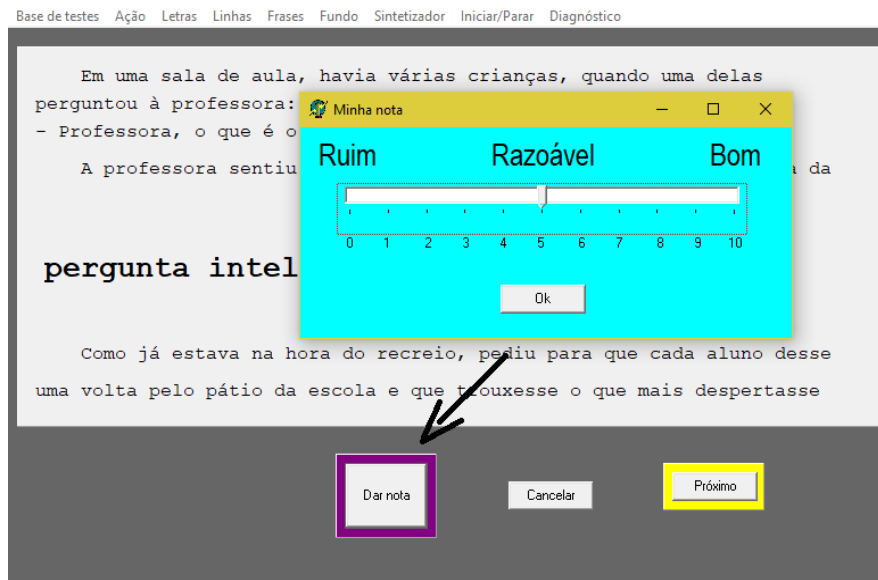 Base de testes Ação Letras Linhas Frases Fundo Sintetizador Iniciar/Parar Diagnóstico
Em uma sala de aula, havia várias crianças, quando uma delas
perguntou à professora:
- Professora, o que é o
A professora sentiu
da
pergunta intel
Minha nota
Ruim Razoável Bom
0 1 2 3 4 5 6 7 8 9 10
Ok
Como já estava na hora do recreio, pediu para que cada aluno desse
uma volta pelo pátio da escola e que trouxesse o que mais despertasse
Dar nota Cancelar Próximo